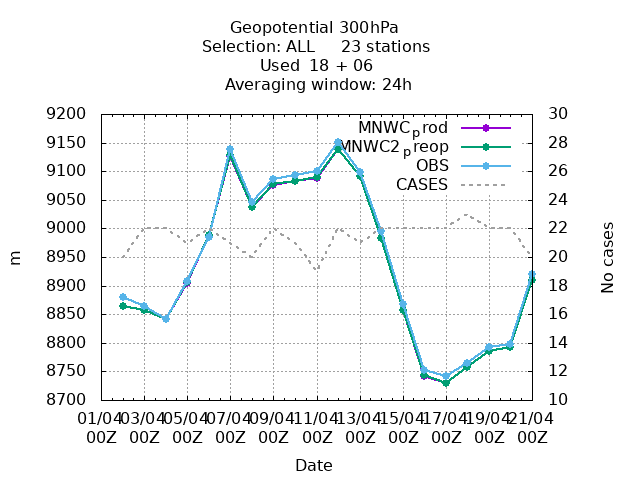 Geopotential 300hPa
Selection: ALL 23 stations
Used 18 + 06
Averaging window: 24h
9200
9150
9100
9050
9000
8950
8900
8850
8800
8750
8700
m
30
28
26
24
22
20
18
16
14
12
10
No cases
MNWCprod
MNWC2preop
OBS
CASES
01/04 03/04 05/04 07/04 09/04 11/04 13/04 15/04 17/04 19/04 21/04
00Z 00Z 00Z 00Z 00Z 00Z 00Z 00Z 00Z 00Z 00Z
Date